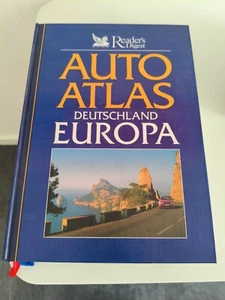 Reader's
Digest
AUTO
ATLAS
DEUTSCHLAND
EUROPA